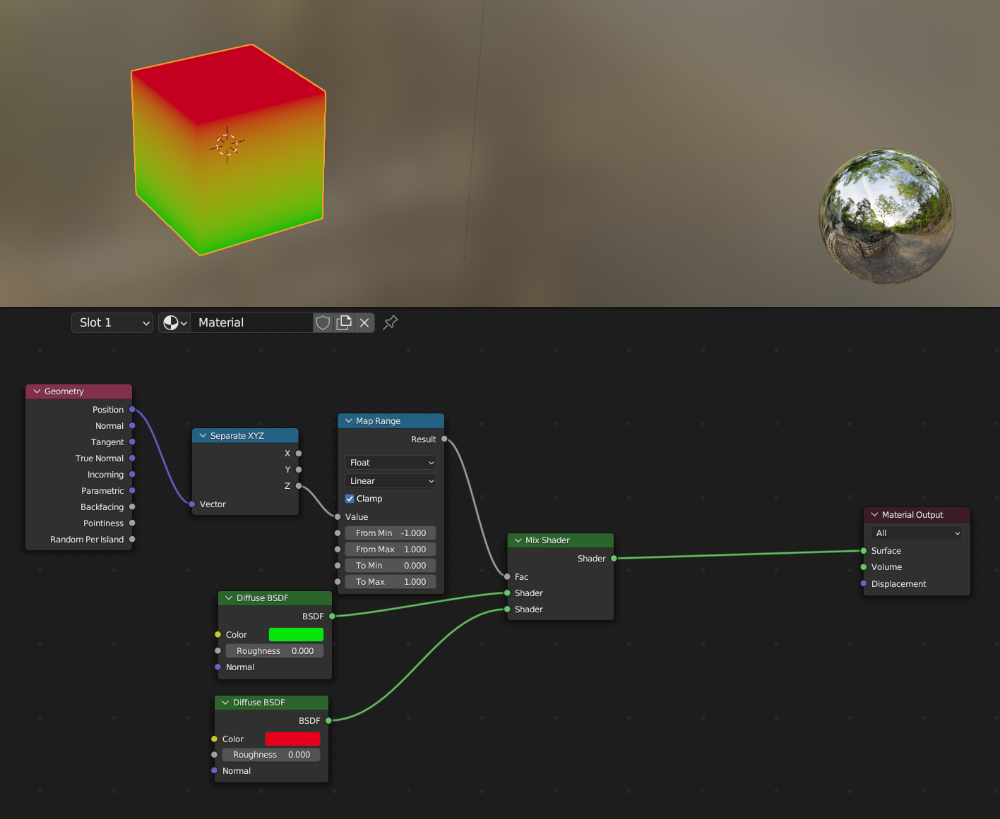 Slot 1
Material
Geometry
Position
Normal
Tangent
True Normal
Incoming
Parametric
Backfacing
Pointiness
Random Per Island
Separate XYZ
X
Y
Z
Vector
Map Range
Result
Float
Linear
Clamp
Value
From Min -1.000
From Max 1.000
To Min 0.000
To Max 1.000
Diffuse BSDF
BSDF
Color
Roughness 0.000
Normal
Diffuse BSDF
BSDF
Color
Roughness 0.000
Normal
Mix Shader
Shader
Fac
Shader
Shader
Material Output
All
Surface
Volume
Displacement